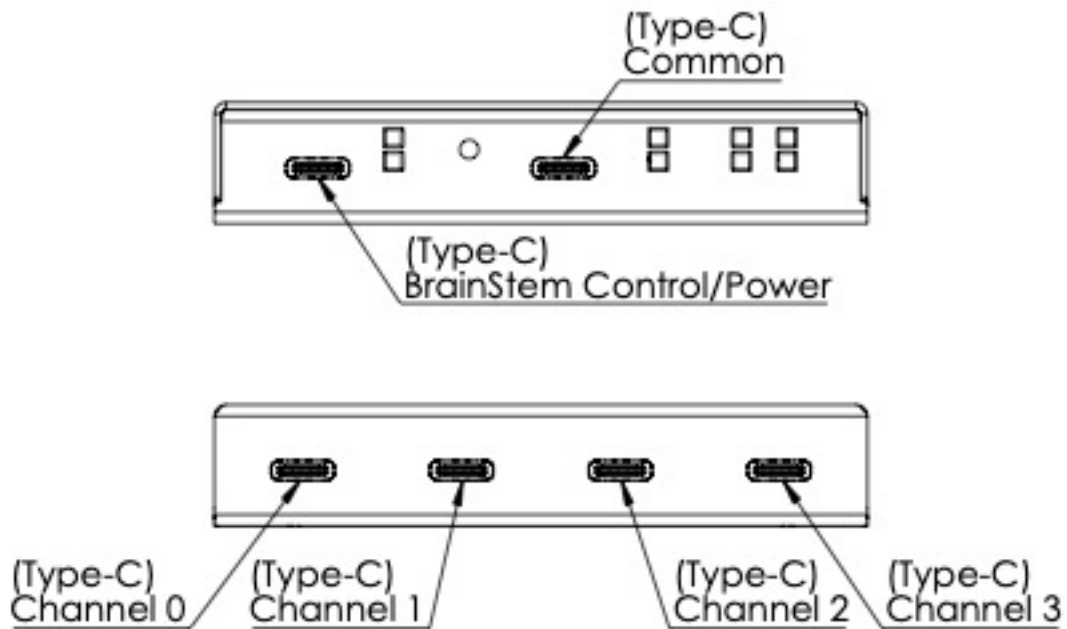 (Type-C)
Common
(Type-C)
BrainStem Control/Power
(Type-C)
Channel 0
(Type-C)
Channel 1
(Type-C)
Channel 2
(Type-C)
Channel 3